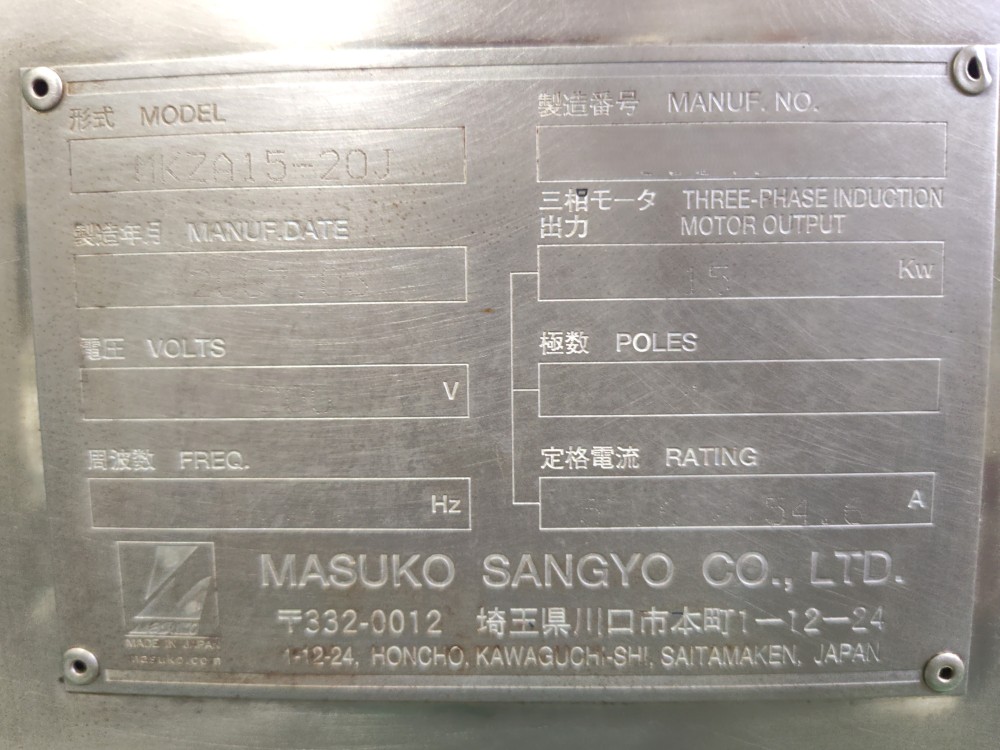 形式 MODEL
MKZA15-20J
製造番号 MANUF. NO.
製造年月 MANUF.DATE
三相モータ THREE-PHASE INDUCTION
出力 MOTOR OUTPUT
15 Kw
電圧 VOLTS
V
極数 POLES
周波数 FREQ.
Hz
定格電流 RATING
A
MASUKO SANGYO CO., LTD.
〒332-0012 埼玉県川口市本町1-12-24
MADE IN JAPAN
1-12-24, HONCHO, KAWAGUCHI-SHI, SAITAMAKEN, JAPAN